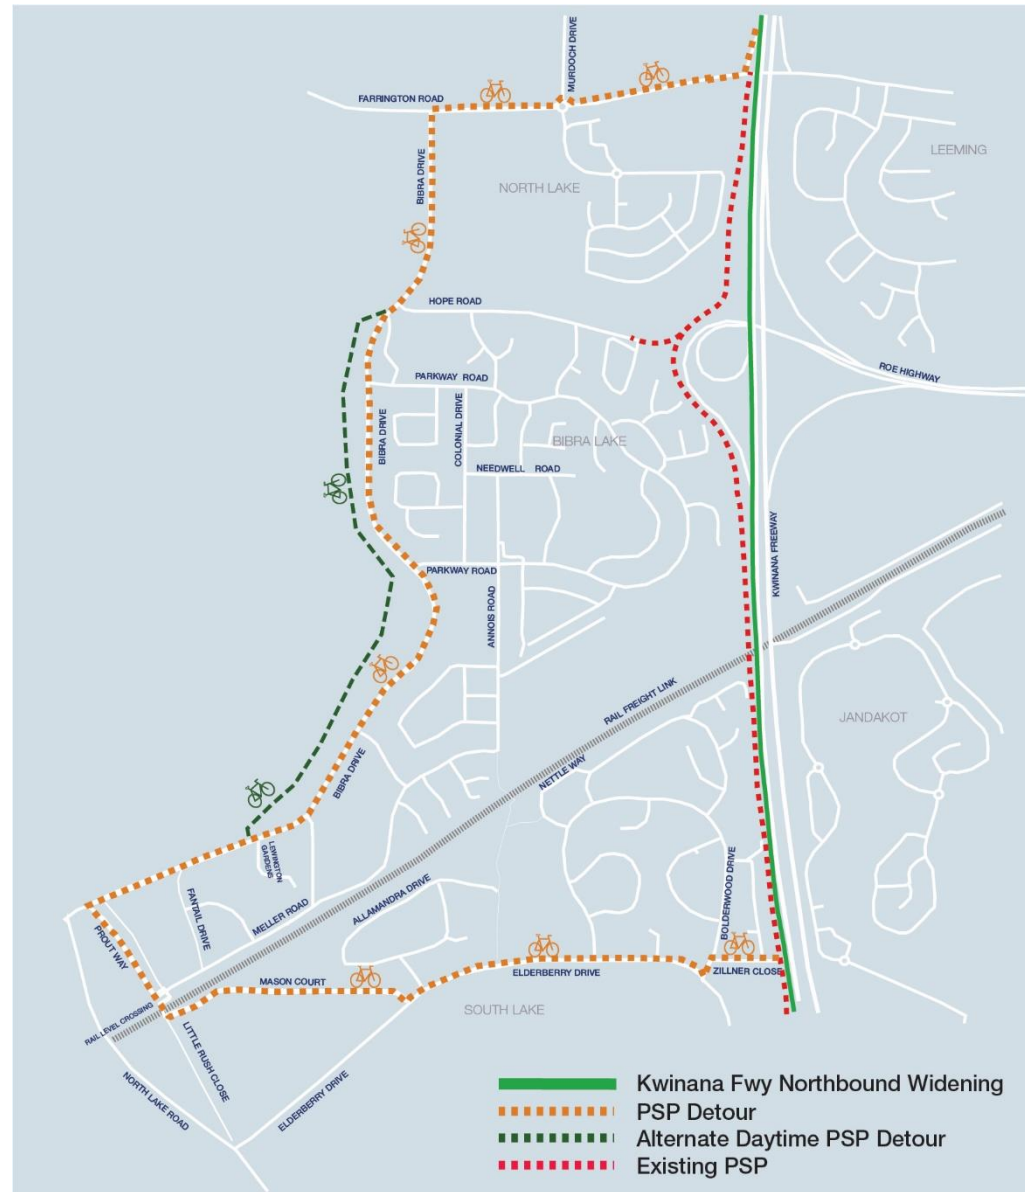 MURDOCH DRIVE
FARRINGTON ROAD
LEEMING
BIBRA DRIVE
NORTH LAKE
HOPE ROAD
ROE HIGHWAY
PARKWAY ROAD
BIBRA DRIVE
COLONIAL DRIVE
BIBRA LAKE
NEEDWELL ROAD
KWINANA FREEWAY
PARKWAY ROAD
ANNOIS ROAD
RAIL FREIGHT LINK
JANDAKOT
NETTLE WAY
BIBRA DRIVE
LEWINGTON
GARDENS
BOLDERWOOD DRIVE
FANTAIL DRIVE
ALLAMANDRA DRIVE
MELLER ROAD
PROUT WAY
ELDERBERRY DRIVE
ZILLNER CLOSE
MASON COURT
SOUTH LAKE
RAIL LEVEL CROSSING
LITTLE RUSH CLOSE
NORTH LAKE ROAD
ELDERBERRY DRIVE
Kwinana Fwy Northbound Widening
PSP Detour
Alternate Daytime PSP Detour
Existing PSP